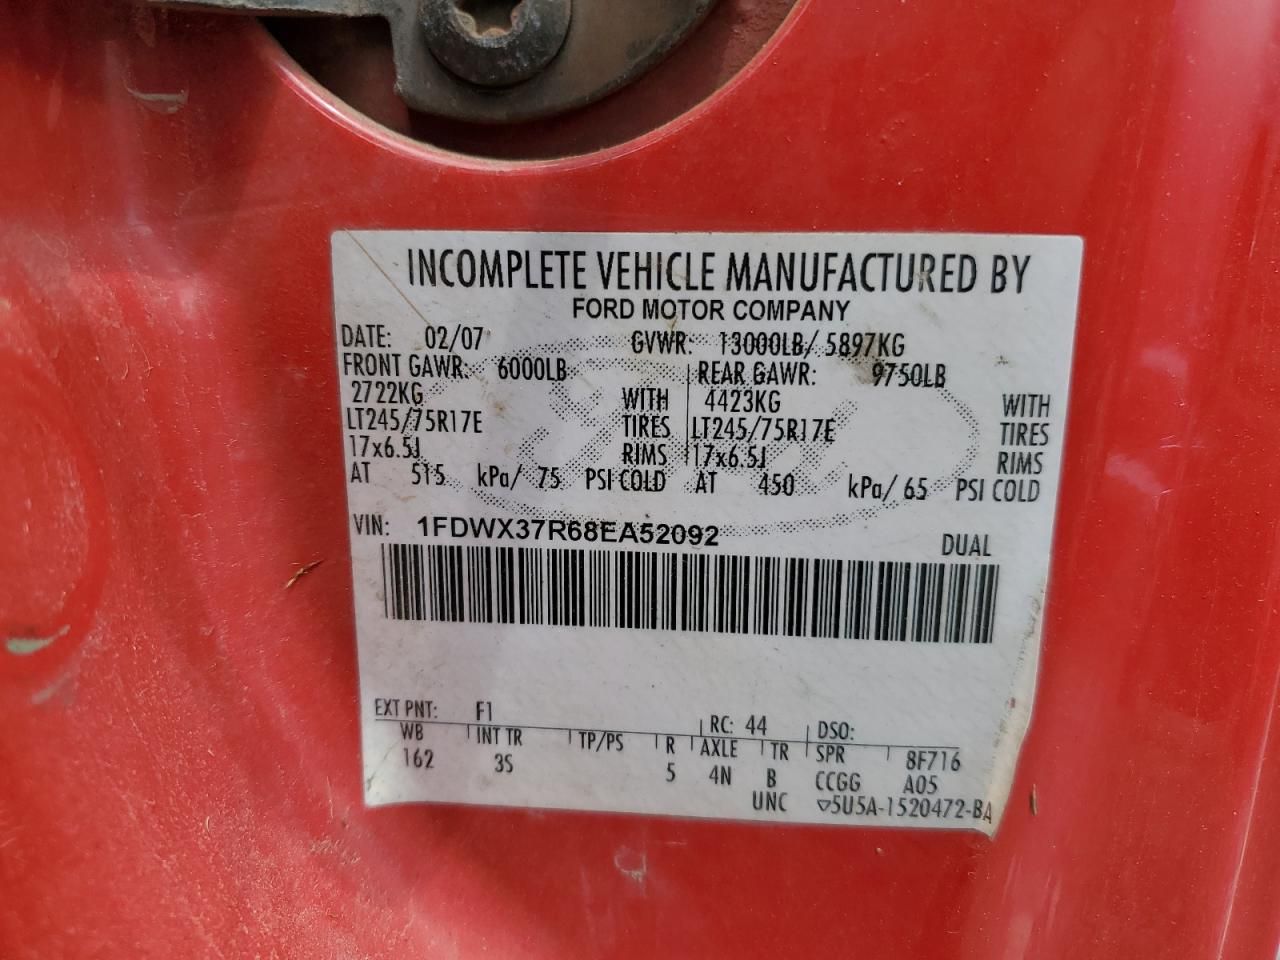 INCOMPLETE VEHICLE MANUFACTURED BY
FORD MOTOR COMPANY
DATE: 02/07 GVWR: 13000LB/ 5897KG
FRONT GAWR: 6000LB REAR GAWR: 9750LB
2722KG WITH 4423KG WITH
LT245/75R17E TIRES LT245/75R17E TIRES
17x6.5J RIMS 17x6.5J RIMS
AT 515 kPa/ 75 PSI COLD AT 450 kPa/ 65 PSI COLD
VIN: 1FDWX37R68EA52092 DUAL
EXT PNT: F1 RC: 44 DSO:
WB INT TR TP/PS R AXLE TR SPR 8F716
162 3S 5 4N B CCGG A05
UNC ▽5U5A-1520472-BA